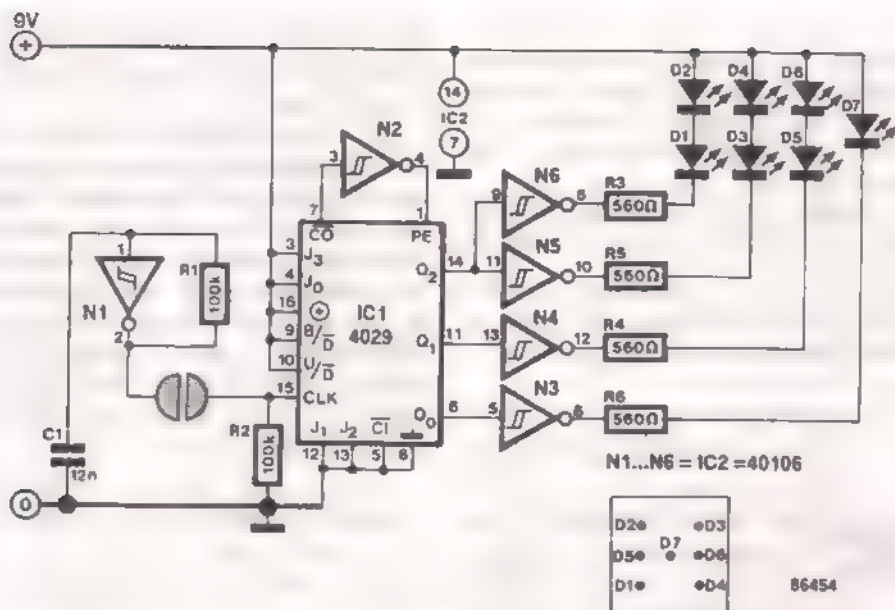 9V
+
14
IC2
7
D2
D4
D6
D7
D1
D3
D5
N2
3
4
7
1
CO
PE
N6
9
8
R3
560Ω
N5
11
10
R5
560Ω
N4
13
12
R4
560Ω
N3
5
6
R6
560Ω
1
N1
2
R1
100k
3
J3
4
J0
16
+
9
B/D
10
U/D
15
CLK
IC1
4029
14
Q2
11
Q1
6
Q0
J1
J2
CI
12
13
5
8
R2
100k
C1
12n
0
N1...N6 = IC2 = 40106
D2
D3
D7
D5
D6
D1
D4
86454